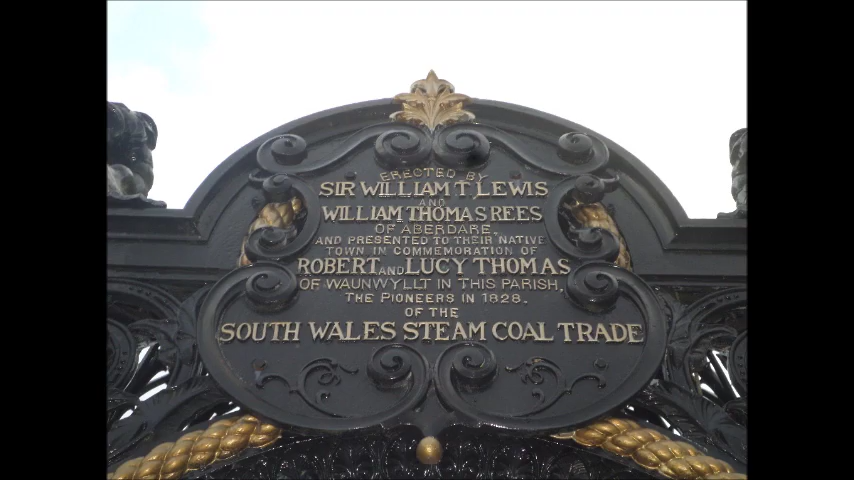 ERECTED BY
SIR WILLIAM T. LEWIS
AND
WILLIAM THOMAS REES
OF ABERDARE,
AND PRESENTED TO THEIR NATIVE
TOWN IN COMMEMORATION OF
ROBERT AND LUCY THOMAS
OF WAUNWYLLT IN THIS PARISH,
THE PIONEERS IN 1828.
OF THE
SOUTH WALES STEAM COAL TRADE